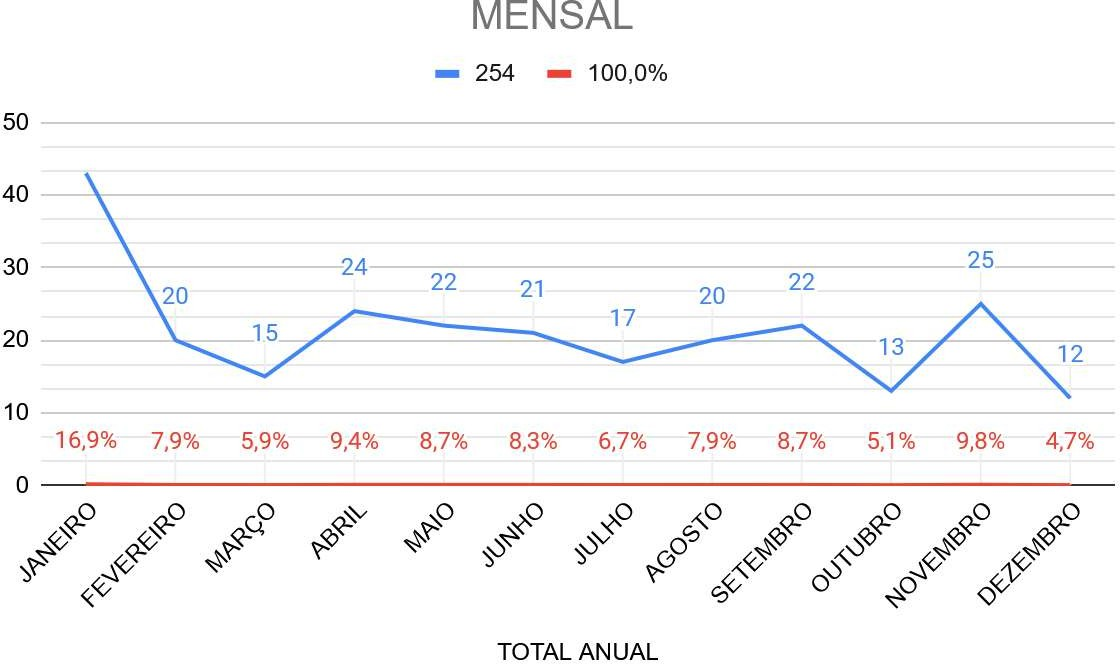 MENSAL
254 100,0%
50
40
30
20
10
0
20 15 24 22 21 17 20 22 13 25 12
16,9% 7,9% 5,9% 9,4% 8,7% 8,3% 6,7% 7,9% 8,7% 5,1% 9,8% 4,7%
JANEIRO
FEVEREIRO
MARÇO
ABRIL
MAIO
JUNHO
JULHO
AGOSTO
SETEMBRO
OUTUBRO
NOVEMBRO
DEZEMBRO
TOTAL ANUAL